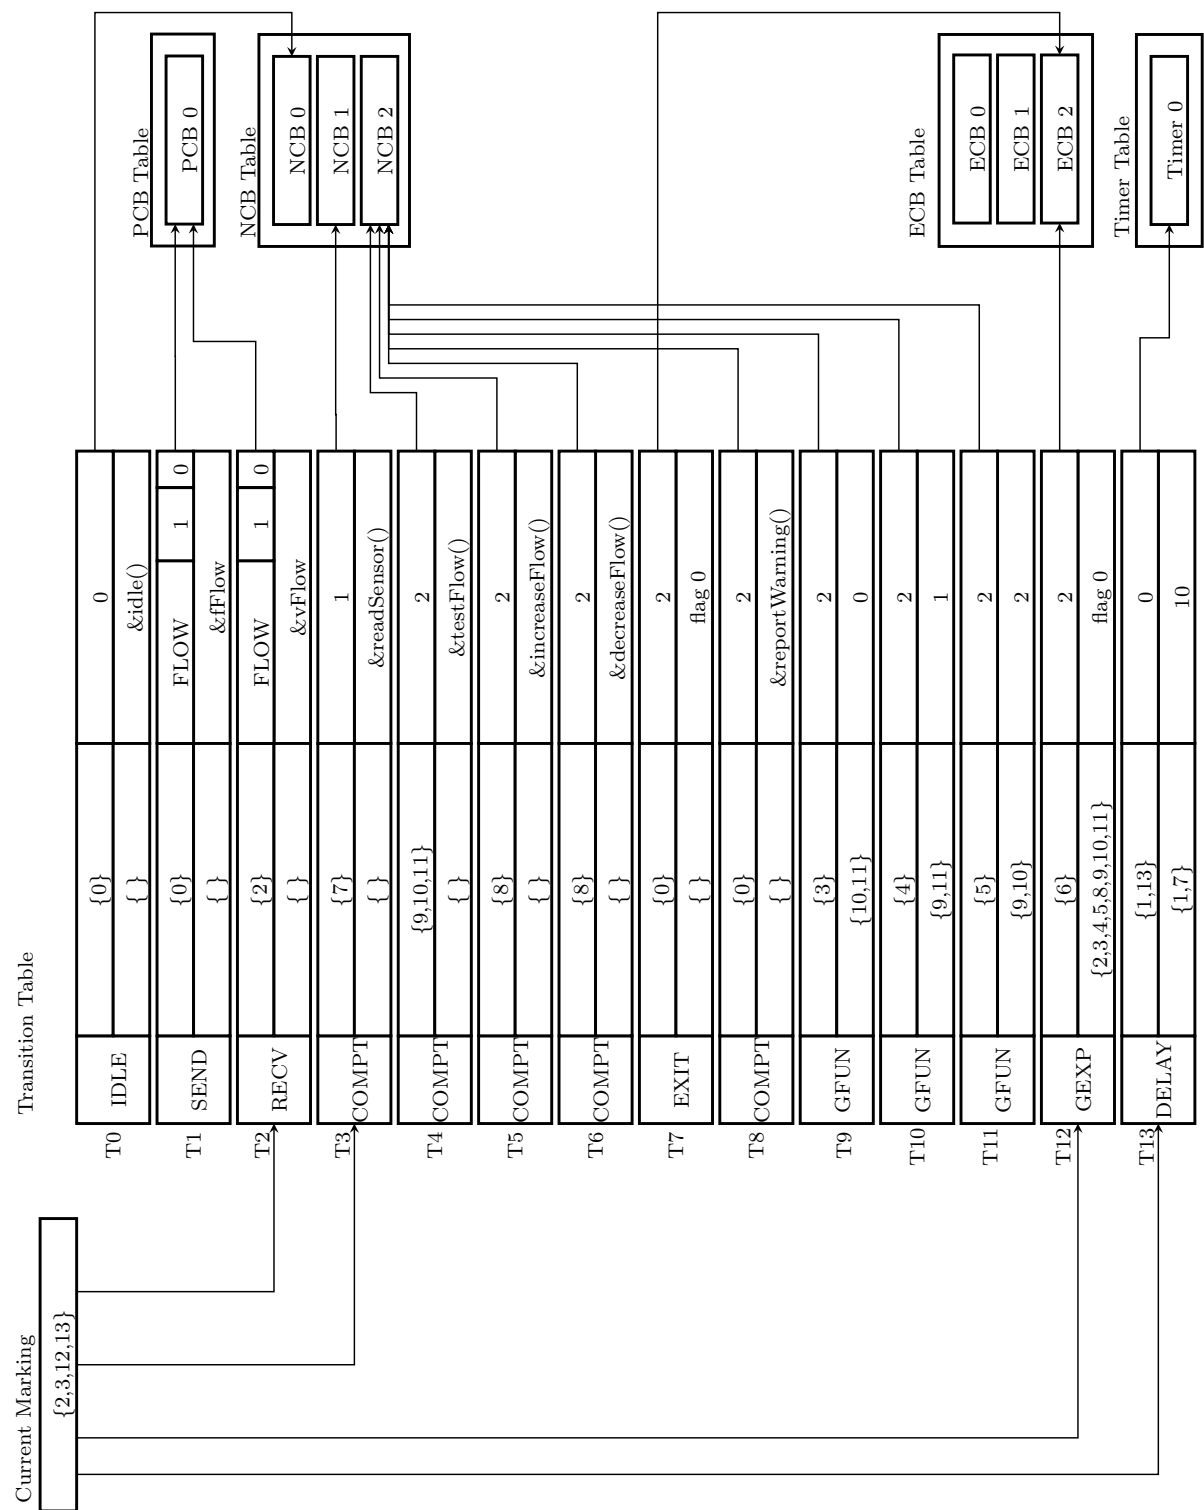 Current Marking
{2,3,12,13}
Transition Table
T0
IDLE
{0}
{ }
0
&idle()
T1
SEND
{0}
{ }
FLOW
1
0
&fFlow
T2
RECV
{2}
{ }
FLOW
1
0
&vFlow
T3
COMPT
{7}
{ }
1
&readSensor()
T4
COMPT
{9,10,11}
{ }
2
&testFlow()
T5
COMPT
{8}
{ }
2
&increaseFlow()
T6
COMPT
{8}
{ }
2
&decreaseFlow()
T7
EXIT
{0}
{ }
2
flag 0
T8
COMPT
{0}
{ }
2
&reportWarning()
T9
GFUN
{3}
{10,11}
2
0
T10
GFUN
{4}
{9,11}
2
1
T11
GFUN
{5}
{9,10}
2
2
T12
GEXP
{6}
{2,3,4,5,8,9,10,11}
2
flag 0
T13
DELAY
{1,13}
{1,7}
0
10
PCB Table
PCB 0
NCB Table
NCB 0
NCB 1
NCB 2
ECB Table
ECB 0
ECB 1
ECB 2
Timer Table
Timer 0